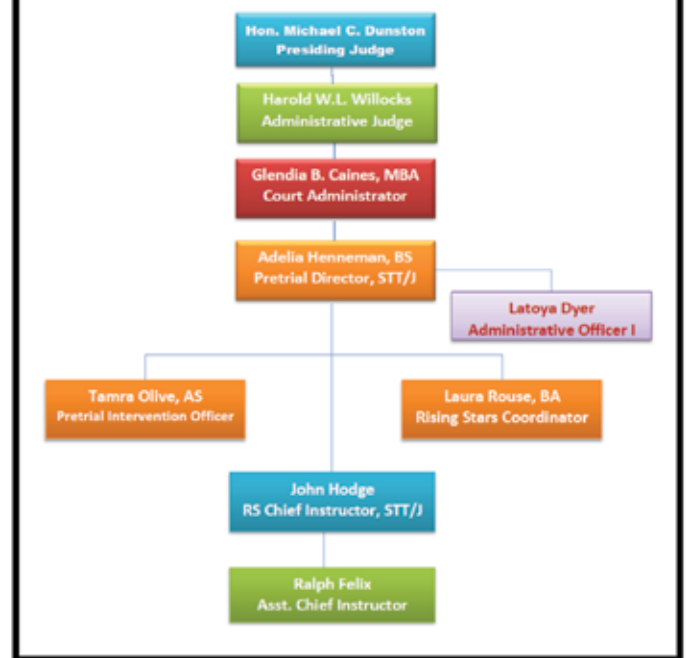 Hon. Michael C. Dunston
Presiding Judge
Harold W.L. Willocks
Administrative Judge
Glendia B. Caines, MBA
Court Administrator
Adelia Henneman, BS
Pretrial Director, STT/J
Latoya Dyer
Administrative Officer I
Tamra Olive, AS
Pretrial Intervention Officer
Laura Rouse, BA
Rising Stars Coordinator
John Hodge
RS Chief Instructor, STT/J
Ralph Felix
Asst. Chief Instructor